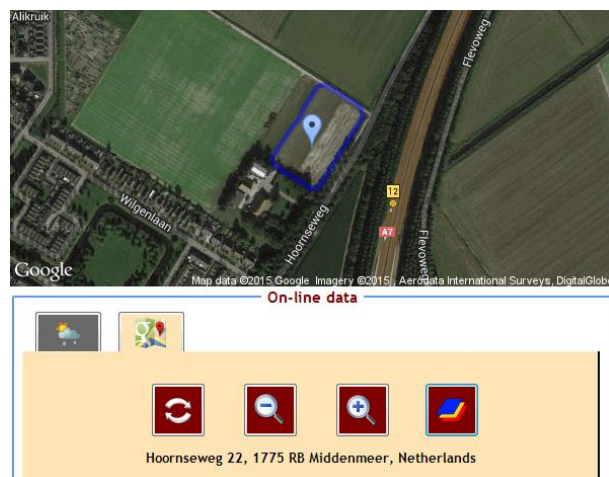 Alikruik
Flevoweg
12
Wilgenlaan
A7
Hoornseweg
Flevoweg
Google
Map data ©2015 Google Imagery ©2015 , Aerodata International Surveys, DigitalGlobe
On-line data
Hoornseweg 22, 1775 RB Middenmeer, Netherlands